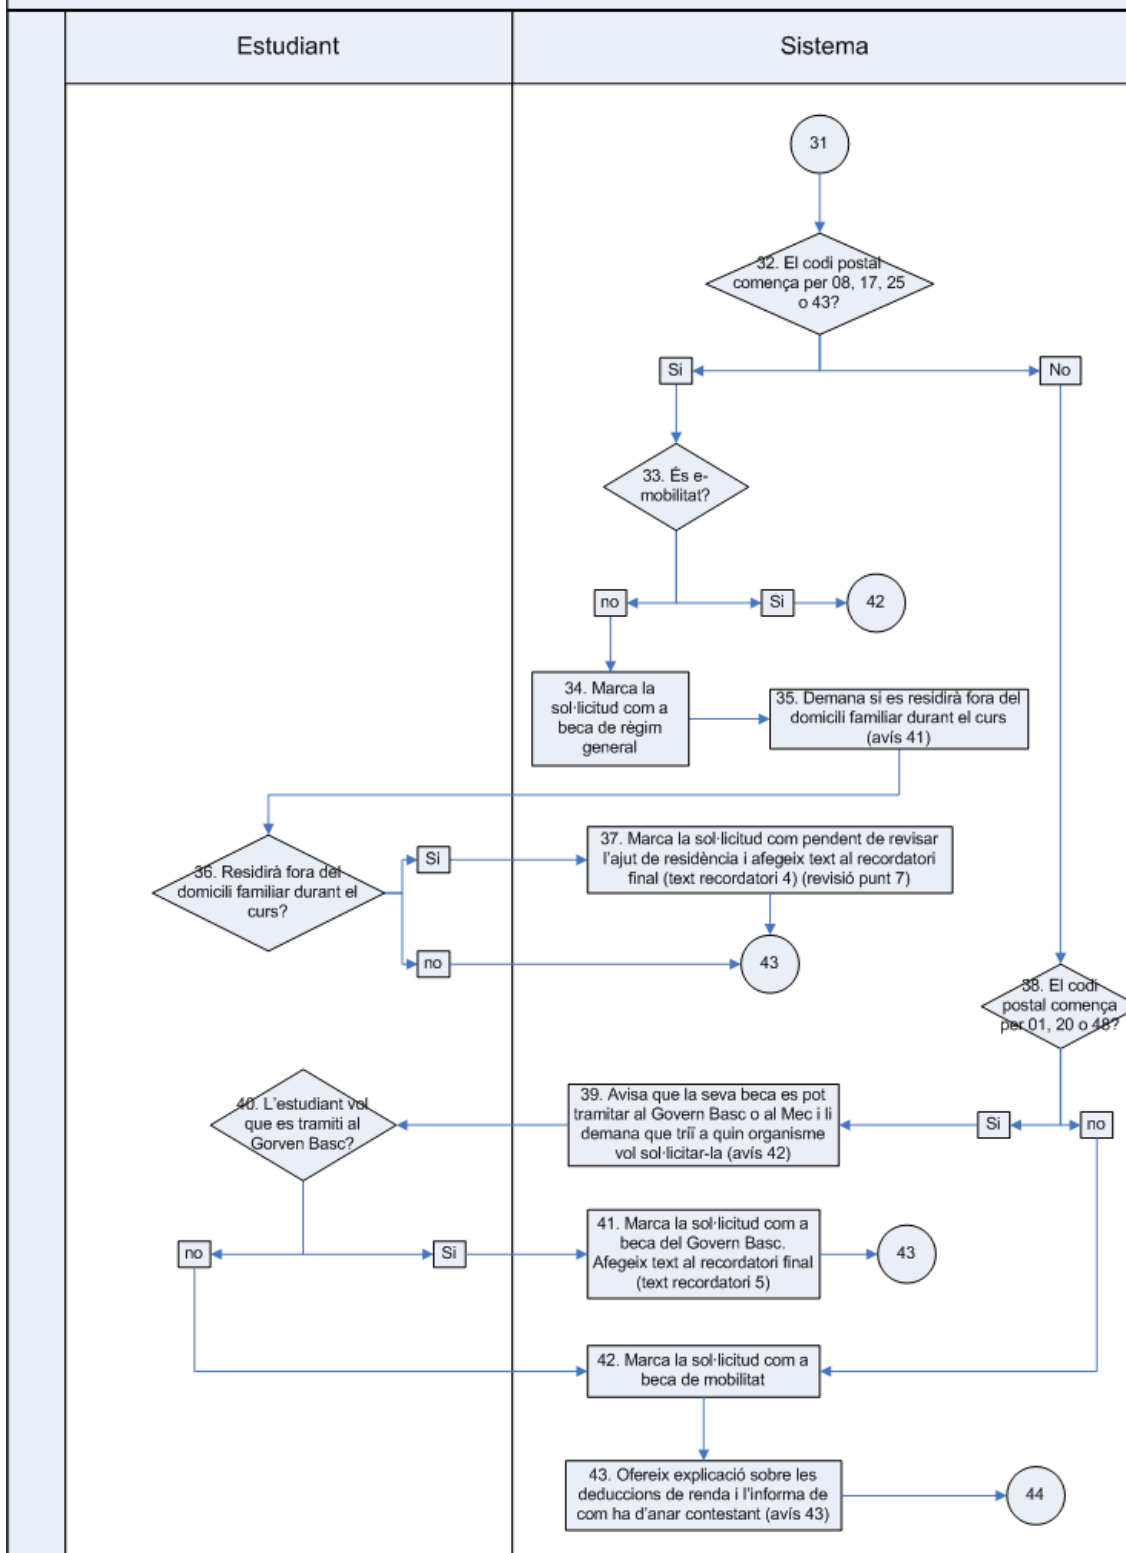 Estudiant
Sistema
31
32. El codi postal
comença per 08, 17, 25
o 43?
Si
No
33. És e-
mobilitat?
no
Si
42
34. Marca la
sol·licitud com a
beca de règim
general
35. Demana si es residirà fora del
domicili familiar durant el curs
(avís 41)
36. Residirà fora del
domicili familiar durant el
curs?
Si
no
37. Marca la sol·licitud com pendent de revisar
l'ajut de residència i afegeix text al recordatori
final (text recordatori 4) (revisió punt 7)
43
38. El codi
postal comença
per 01, 20 o 48?
Si
no
39. Avisa que la seva beca es pot
tramitar al Govern Basc o al Mec i li
demana que triï a quin organisme
vol sol·licitar-la (avís 42)
40. L'estudiant vol
que es tramiti al
Gorven Basc?
no
Si
41. Marca la sol·licitud com a
beca del Govern Basc.
Afegeix text al recordatori final
(text recordatori 5)
43
42. Marca la sol·licitud com a
beca de mobilitat
43. Ofereix explicació sobre les
deduccions de renda i l'informa de
com ha d'anar contestant (avís 43)
44